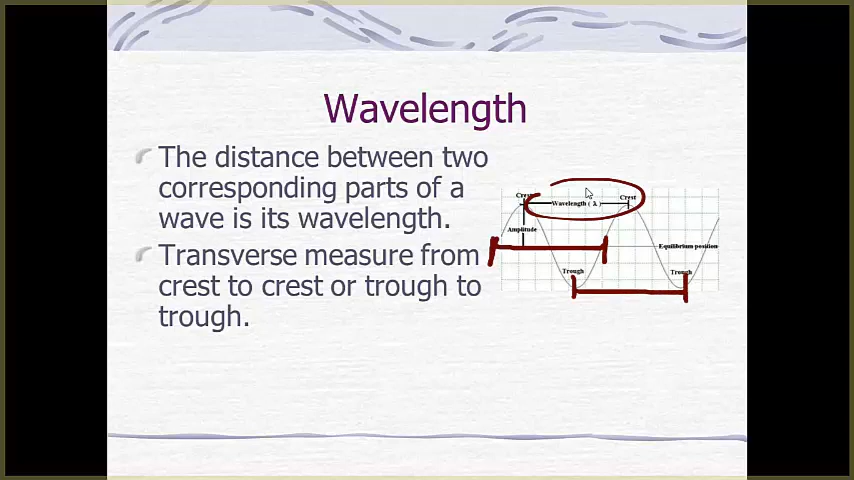 Wavelength
The distance between two
corresponding parts of a
wave is its wavelength.
Transverse measure from
crest to crest or trough to
trough.
Crest
Crest
Wavelength ( λ )
Amplitude
Equilibrium position
Trough
Trough